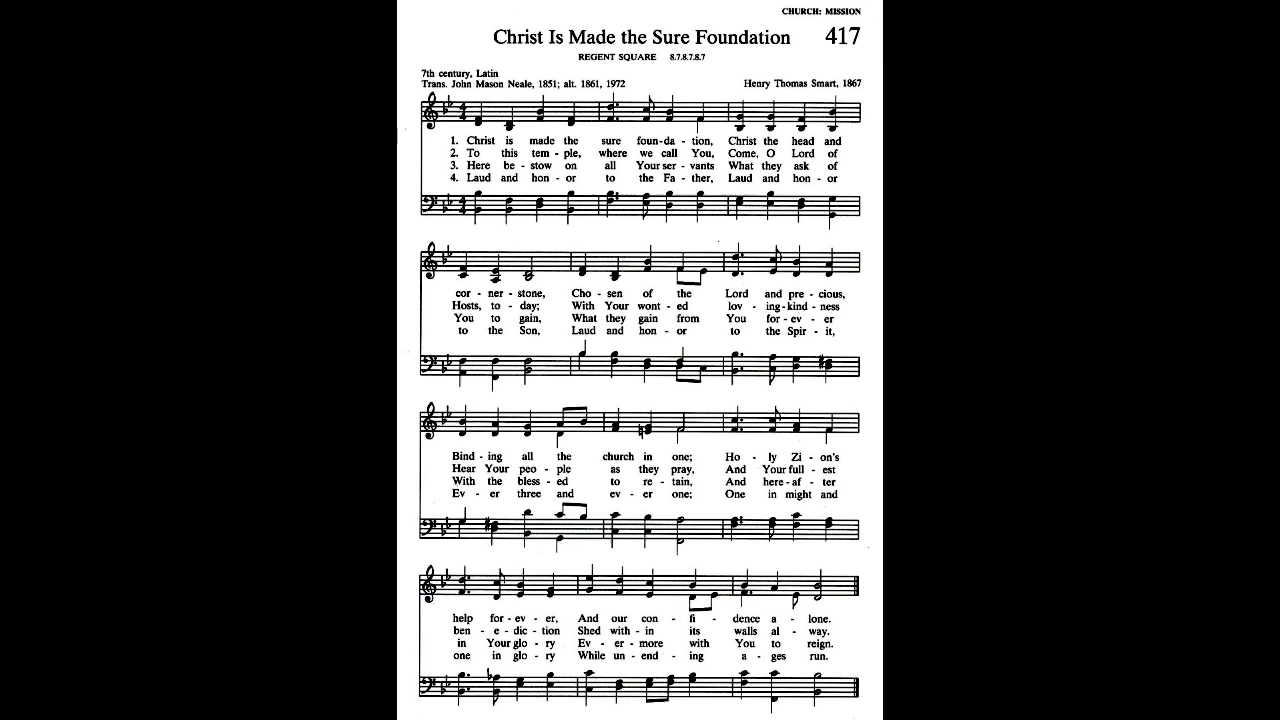 CHURCH: MISSION
Christ Is Made the Sure Foundation 417
REGENT SQUARE 8.7.8.7.8.7
7th century, Latin
Trans. John Mason Neale, 1851; alt. 1861, 1972 Henry Thomas Smart, 1867
1. Christ is made the sure foun-da - tion, Christ the head and
2. To this tem - ple, where we call You, Come, O Lord of
3. Here be - stow on all Your ser - vants What they ask of
4. Laud and hon - or to the Fa - ther, Laud and hon - or
cor - ner - stone, Cho - sen of the Lord and pre - cious,
Hosts, to - day; With Your wont - ed lov - ing - kind - ness
You to gain, What they gain from You for - ev - er
to the Son, Laud and hon - or to the Spir - it,
Bind - ing all the church in one; Ho - ly Zi - on's
Hear Your peo - ple as they pray, And Your full - est
With the bless - ed to re - tain, And here - af - ter
Ev - er three and ev - er one; One in might and
help for - ev - er, And our con - fi - dence a - lone.
ben - e - dic - tion Shed with - in its walls al - way.
in Your glo - ry Ev - er - more with You to reign.
one in glo - ry While un - end - ing a - ges run.